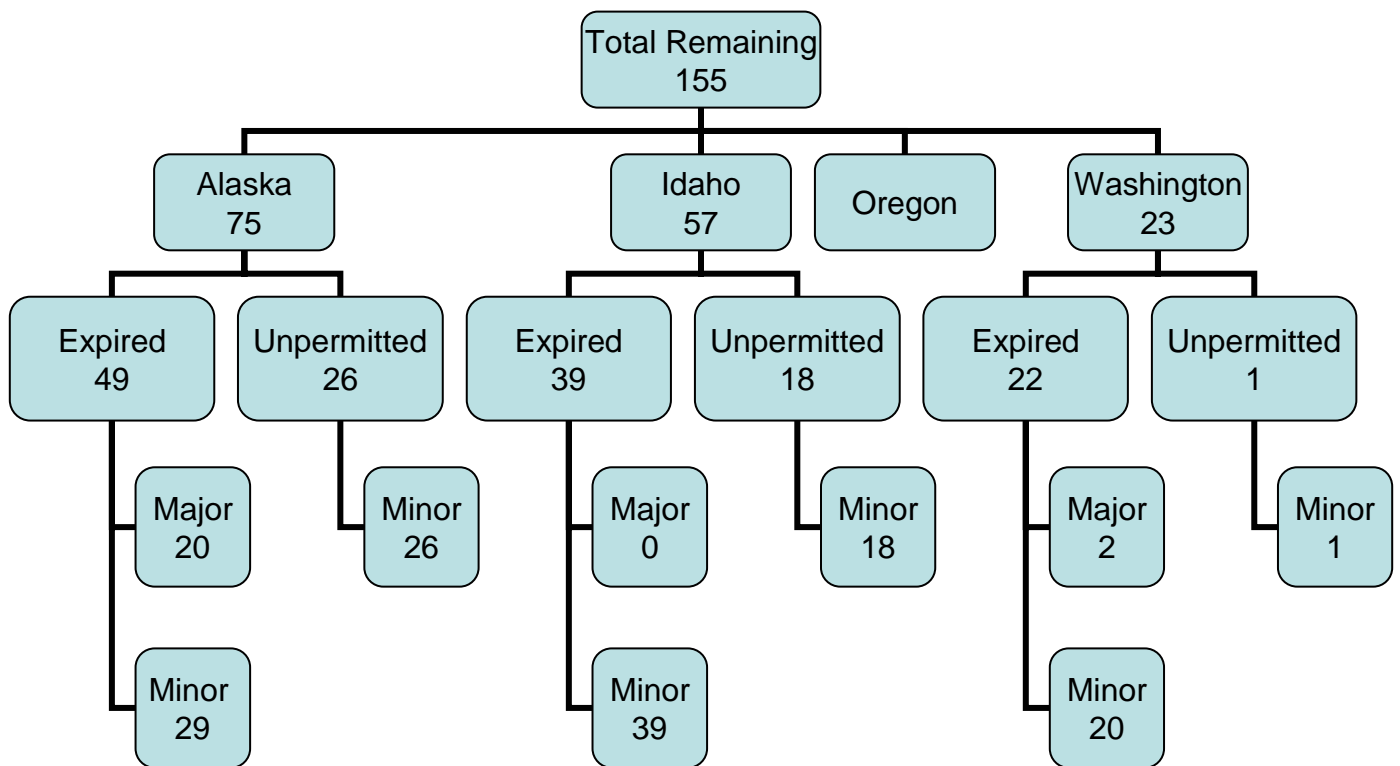 Total Remaining
155
Alaska
75
Idaho
57
Oregon
Washington
23
Expired
49
Unpermitted
26
Expired
39
Unpermitted
18
Expired
22
Unpermitted
1
Major
20
Minor
26
Major
0
Minor
18
Major
2
Minor
1
Minor
29
Minor
39
Minor
20